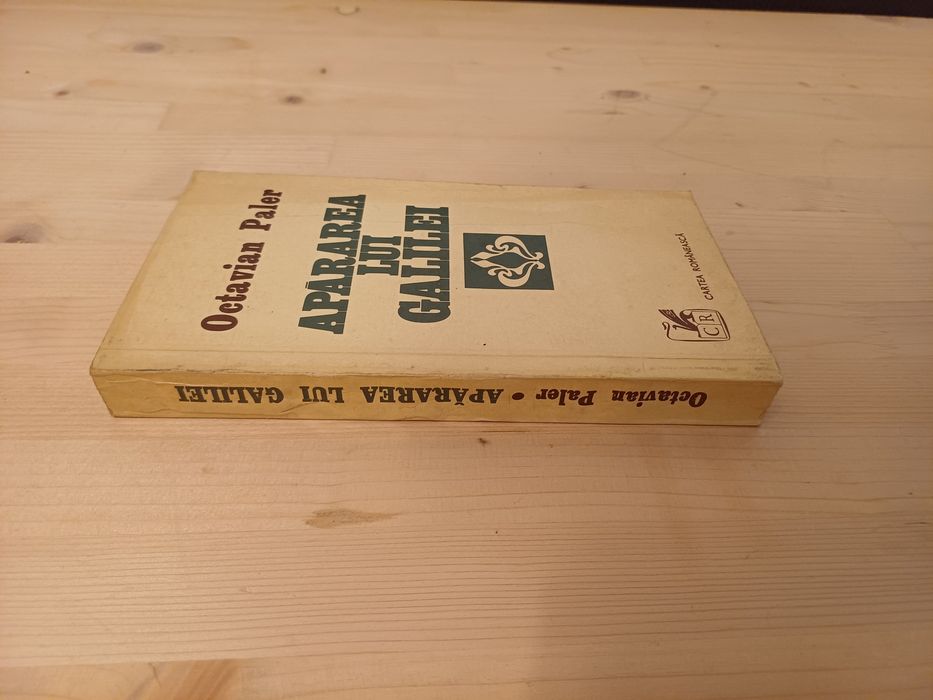 Octavian Paler
APĂRAREA
LUI
GALILEI
CR
CARTEA ROMÂNEASCĂ
Octavian Paler • APĂRAREA LUI GALILEI